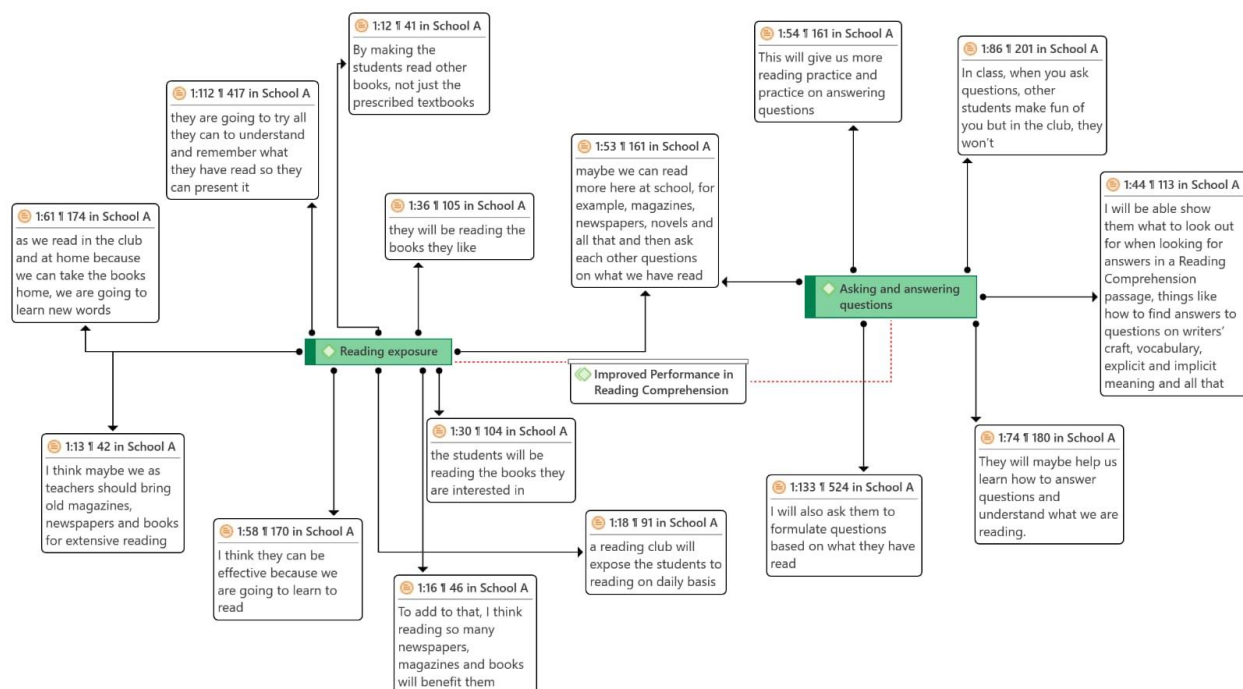 1:12 ¶ 41 in School A
By making the
students read other
books, not just the
prescribed textbooks
1:54 ¶ 161 in School A
This will give us more
reading practice and
practice on answering
questions
1:86 ¶ 201 in School A
In class, when you ask
questions, other
students make fun of
you but in the club, they
won't
1:112 ¶ 417 in School A
they are going to try all
they can to understand
and remember what
they have read so they
can present it
1:53 ¶ 161 in School A
maybe we can read
more here at school, for
example, magazines,
newspapers, novels and
all that and then ask
each other questions
on what we have read
1:44 ¶ 113 in School A
I will be able show
them what to look out
for when looking for
answers in a Reading
Comprehension
passage, things like
how to find answers to
questions on writers'
craft, vocabulary,
explicit and implicit
meaning and all that
1:61 ¶ 174 in School A
as we read in the club
and at home because
we can take the books
home, we are going to
learn new words
1:36 ¶ 105 in School A
they will be reading the
books they like
Asking and answering
questions
Reading exposure
Improved Performance in
Reading Comprehension
1:30 ¶ 104 in School A
the students will be
reading the books they
are interested in
1:74 ¶ 180 in School A
They will maybe help us
learn how to answer
questions and
understand what we are
reading.
1:13 ¶ 42 in School A
I think maybe we as
teachers should bring
old magazines,
newspapers and books
for extensive reading
1:133 ¶ 524 in School A
I will also ask them to
formulate questions
based on what they have
read
1:58 ¶ 170 in School A
I think they can be
effective because we
are going to learn to
read
1:18 ¶ 91 in School A
a reading club will
expose the students to
reading on daily basis
1:16 ¶ 46 in School A
To add to that, I think
reading so many
newspapers,
magazines and books
will benefit them